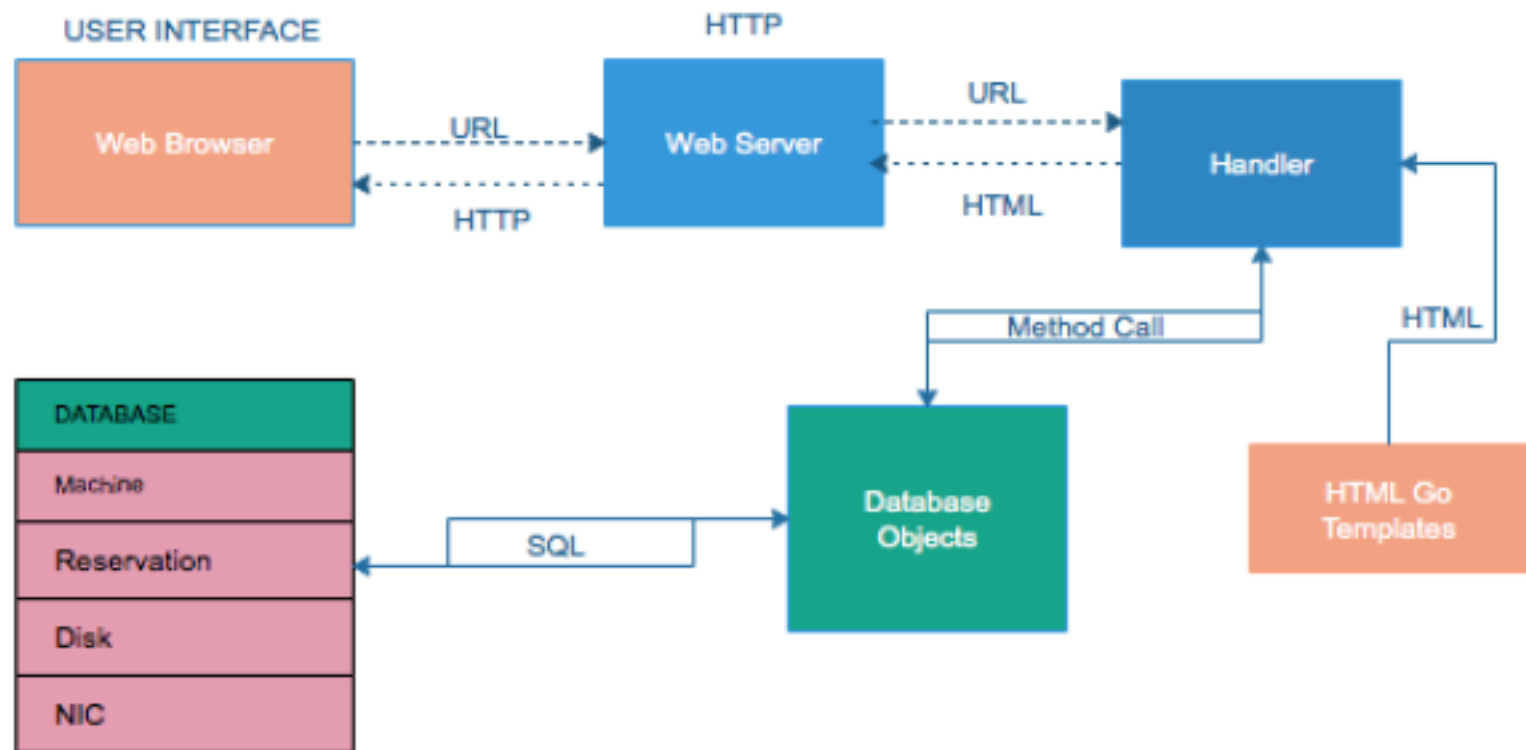 USER INTERFACE
HTTP
Web Browser
URL
HTTP
Web Server
URL
HTML
Handler
Method Call
HTML
DATABASE
Machine
Reservation
Disk
NIC
SQL
Database
Objects
HTML Go
Templates